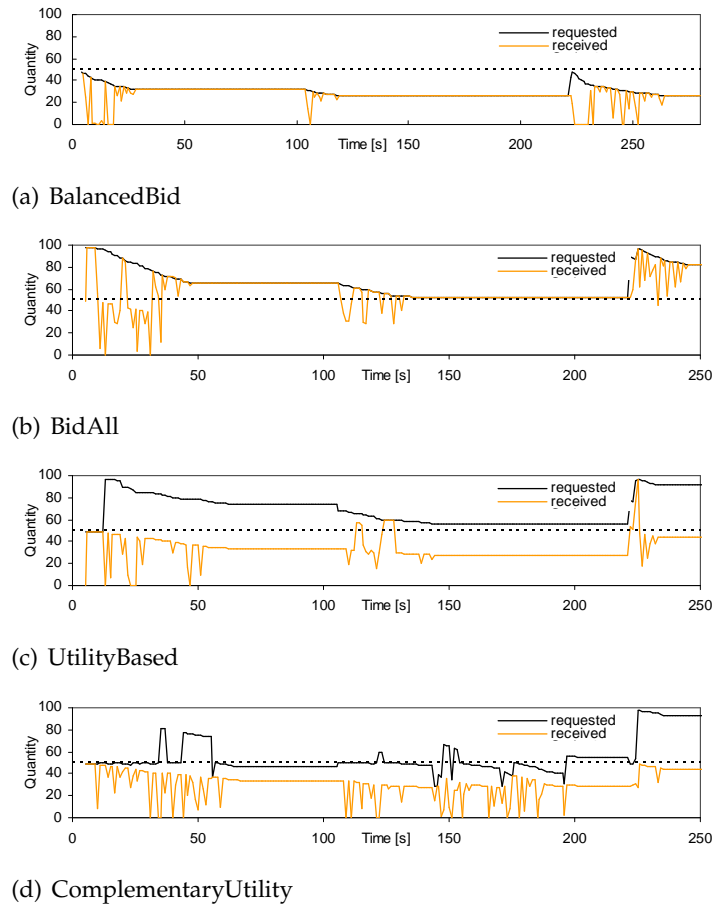 100
80
60
40
20
0
Quantity
requested
received
0
50
100
Time [s]
150
200
250
(a) BalancedBid
100
80
60
40
20
0
Quantity
requested
received
0
50
100
Time [s]
150
200
250
(b) BidAll
100
80
60
40
20
0
Quantity
requested
received
0
50
100
Time [s]
150
200
250
(c) UtilityBased
100
80
60
40
20
0
Quantity
requested
received
0
50
100
Time [s]
150
200
250
(d) ComplementaryUtility